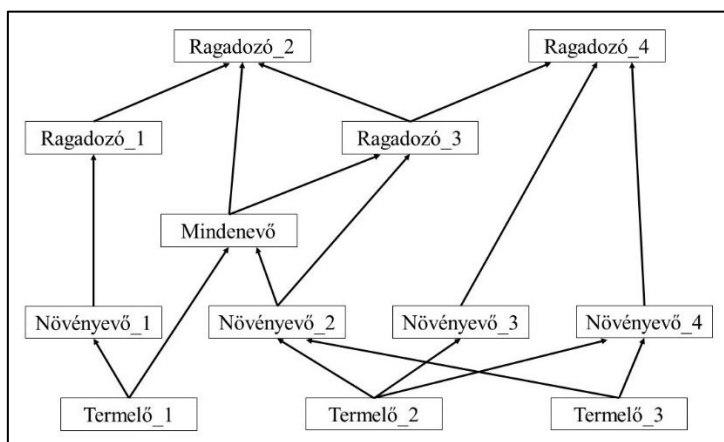 Ragadozó_2
Ragadozó_4
Ragadozó_1
Ragadozó_3
Mindenevő
Növényevő_1
Növényevő_2
Növényevő_3
Növényevő_4
Termelő_1
Termelő_2
Termelő_3